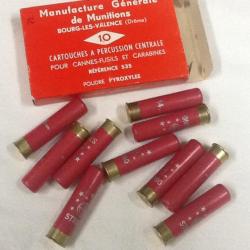 Manufacture Générale
de Munitions
BOURG-LES-VALENCE (Drôme)
10
CARTOUCHES A PERCUSSION CENTRALE
POUR CANNES-FUSILS ET CARABINES
RÉFÉRENCE 535
POUDRE PYROXYLÉE